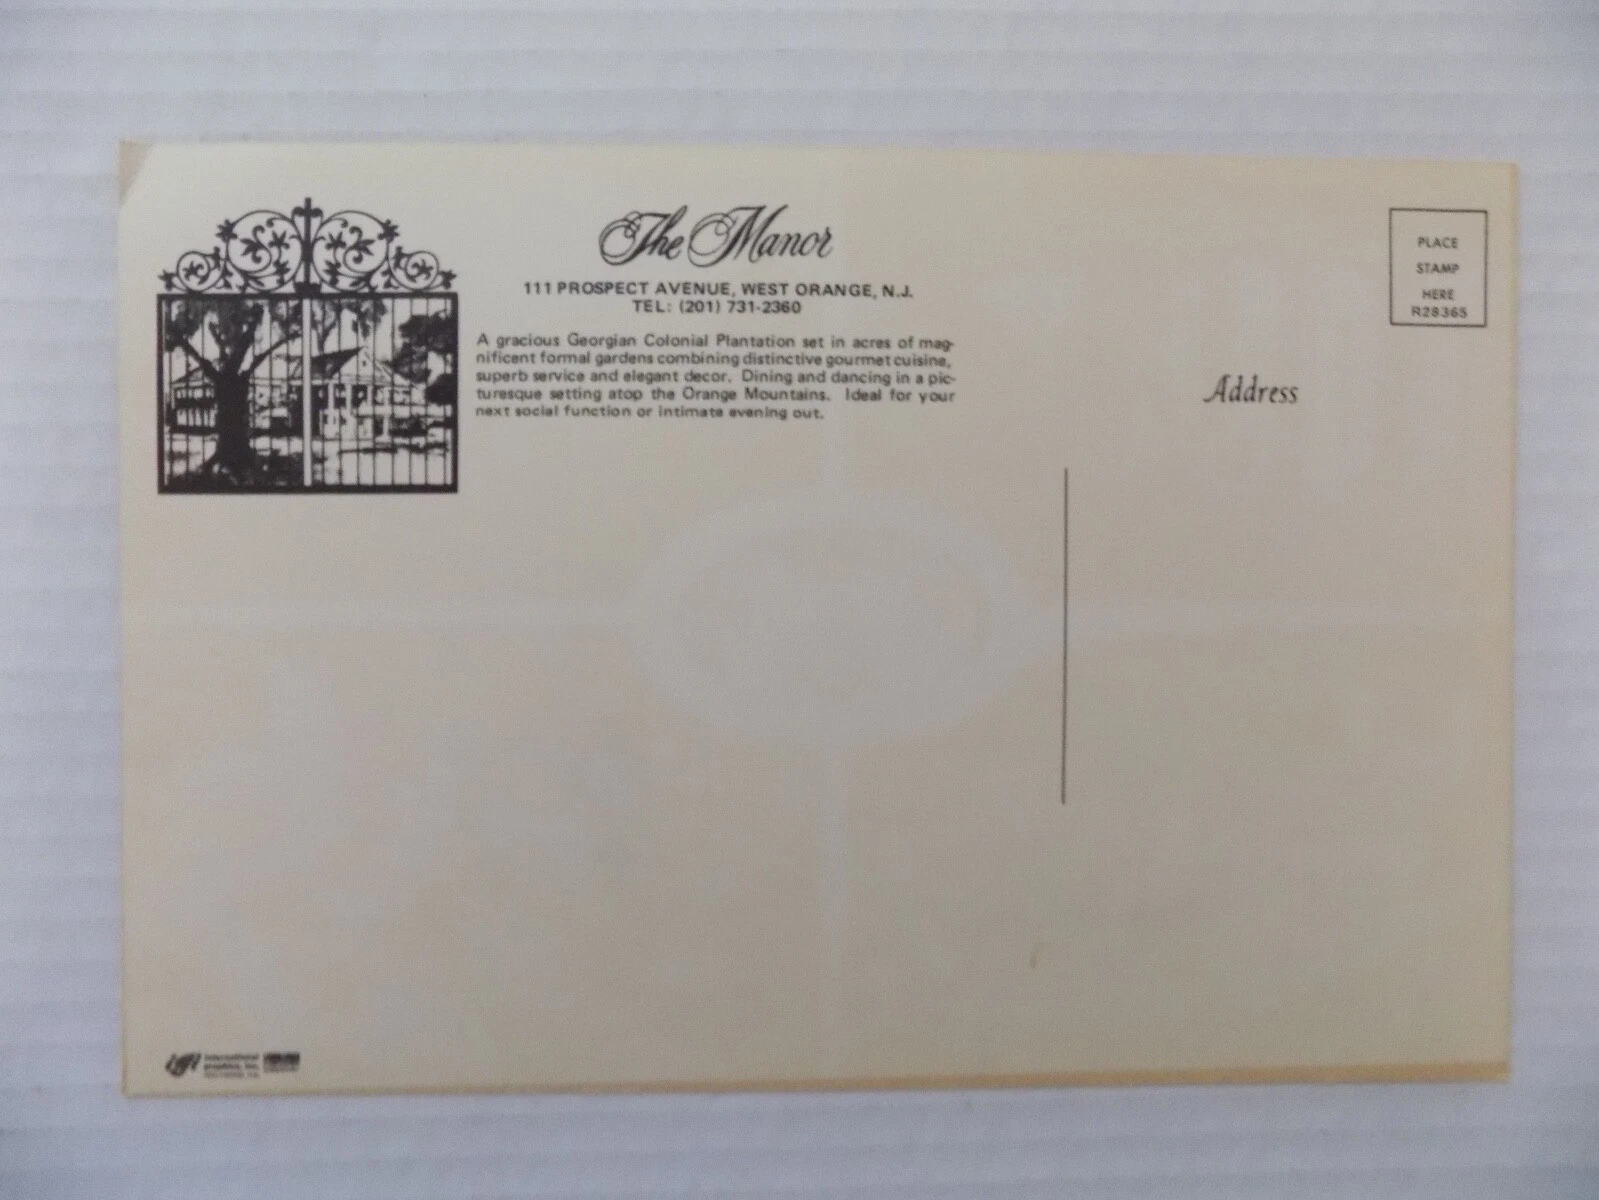 The Manor
111 PROSPECT AVENUE, WEST ORANGE, N.J.
TEL: (201) 731-2360
A gracious Georgian Colonial Plantation set in acres of mag-
nificent formal gardens combining distinctive gourmet cuisine,
superb service and elegant decor. Dining and dancing in a pic-
turesque setting atop the Orange Mountains. Ideal for your
next social function or intimate evening out.
PLACE
STAMP
HERE
R28365
Address
international
graphics, inc.